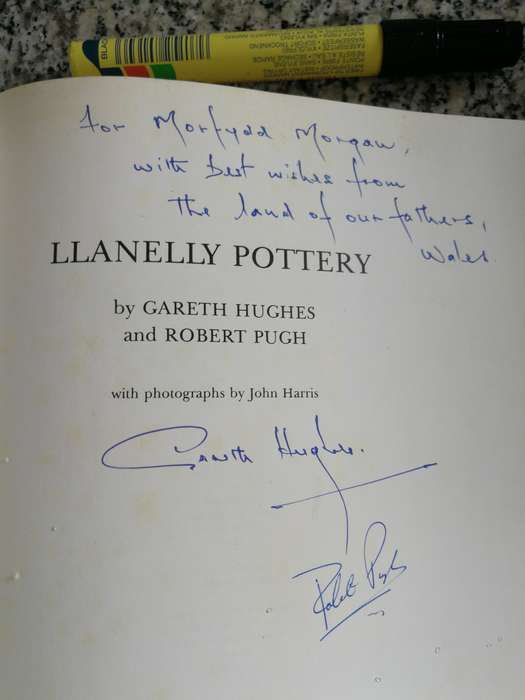 BLAC
For Morfydd Morgan,
with best wishes from
the land of our fathers,
Wales.
LLANELLY POTTERY
by GARETH HUGHES
and ROBERT PUGH
with photographs by John Harris
Gareth Hughes.
Robert Pugh